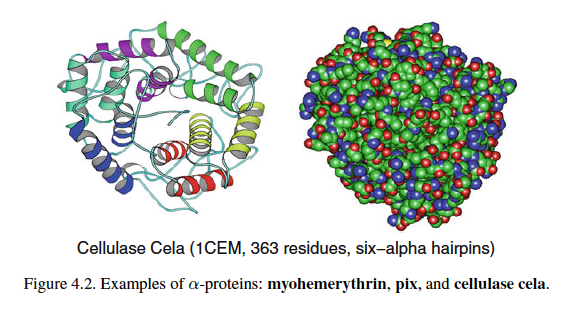 Cellulase Cela (1CEM, 363 residues, six−alpha hairpins)
Figure 4.2. Examples of α-proteins: myohemerythrin, pix, and cellulase cela.